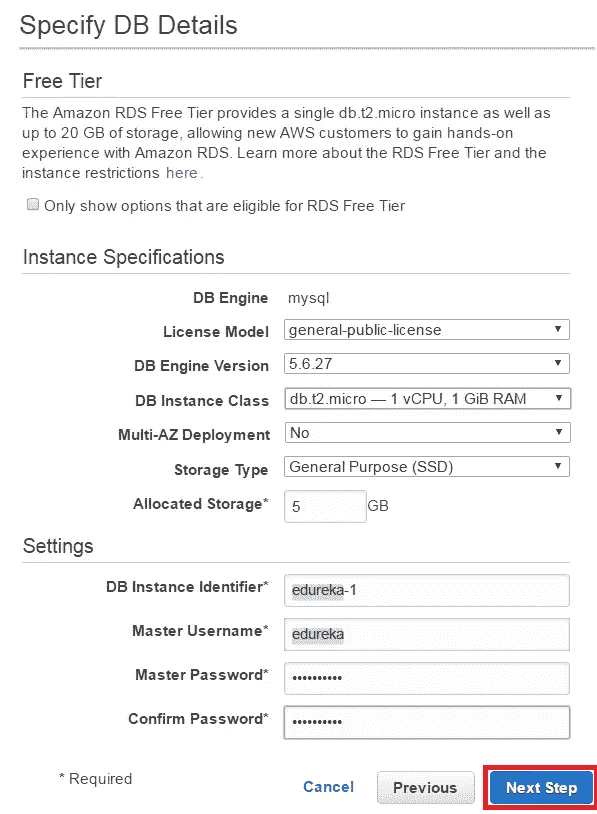 Specify DB Details
Free Tier
The Amazon RDS Free Tier provides a single db.t2.micro instance as well as
up to 20 GB of storage, allowing new AWS customers to gain hands-on
experience with Amazon RDS. Learn more about the RDS Free Tier and the
instance restrictions here.
Only show options that are eligible for RDS Free Tier
Instance Specifications
DB Engine mysql
License Model general-public-license
DB Engine Version 5.6.27
DB Instance Class db.t2.micro — 1 vCPU, 1 GiB RAM
Multi-AZ Deployment No
Storage Type General Purpose (SSD)
Allocated Storage* 5 GB
Settings
DB Instance Identifier* edureka-1
Master Username* edureka
Master Password* ••••••••••
Confirm Password* ••••••••••
* Required Cancel Previous Next Step